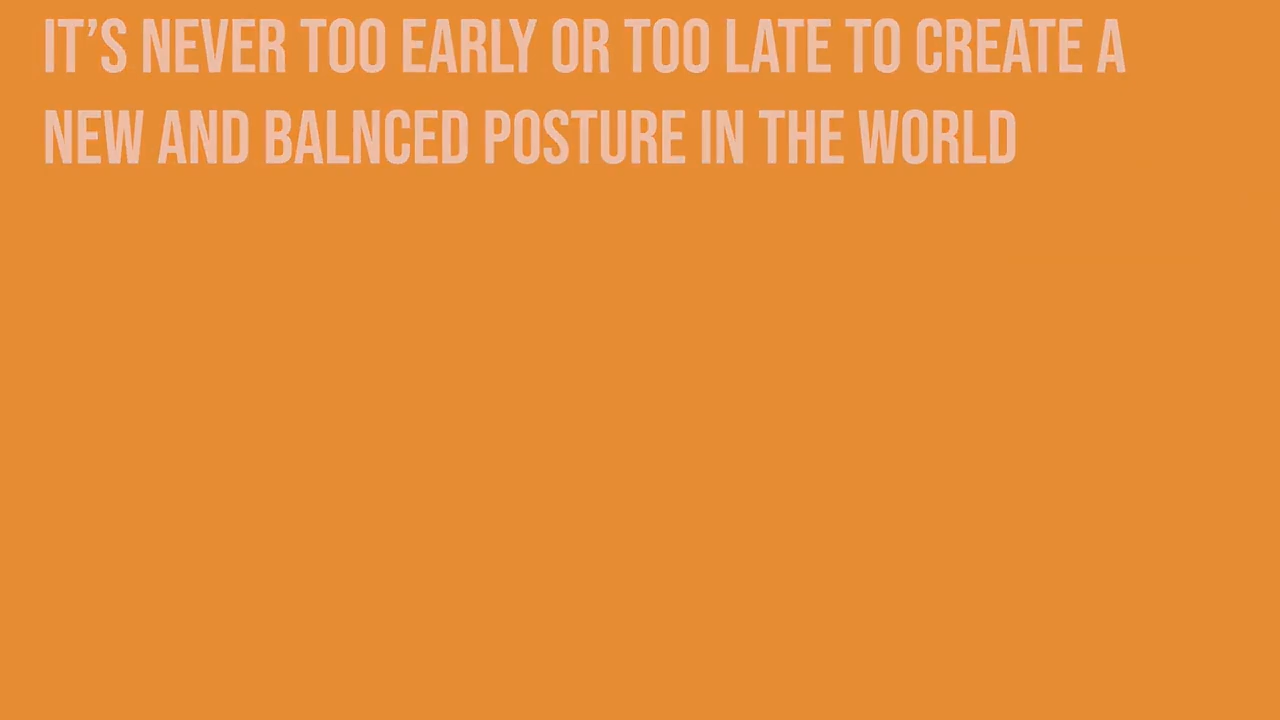 IT’S NEVER TOO EARLY OR TOO LATE TO CREATE A
NEW AND BALNCED POSTURE IN THE WORLD